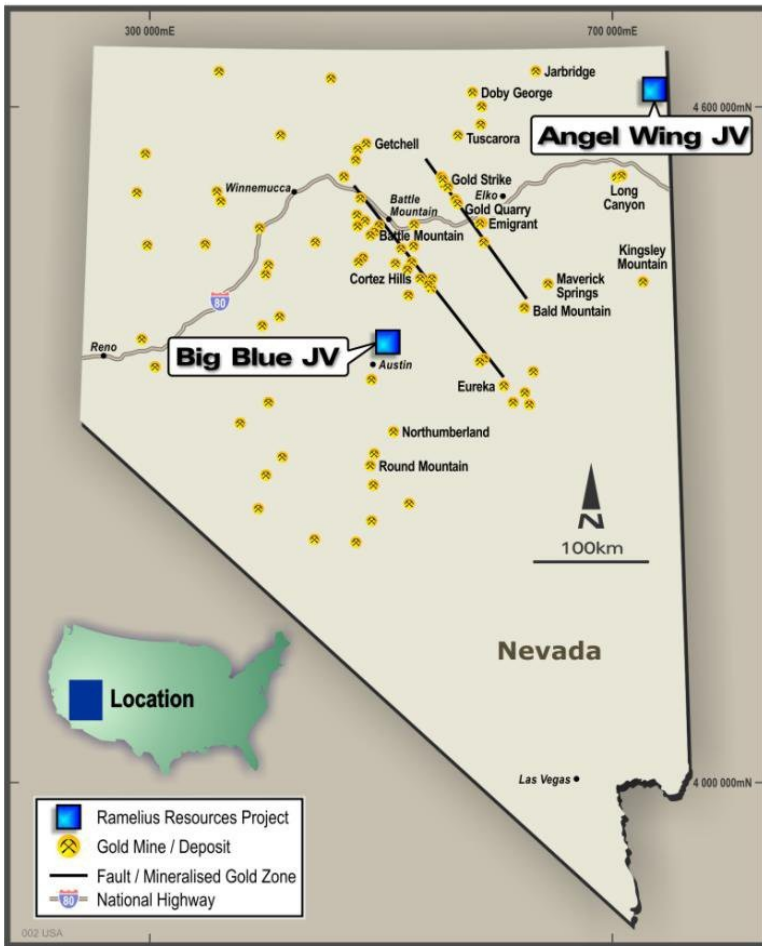 300 000mE
700 000mE
Jarbridge
Doby George
4 600 000mN
Angel Wing JV
Tuscarora
Getchell
Gold Strike
Winnemucca
Battle
Mountain
Elko
Long
Canyon
Gold Quarry
Emigrant
Battle Mountain
Kingsley
Mountain
Cortez Hills
Maverick
Springs
80
Bald Mountain
Reno
Big Blue JV
Austin
Eureka
Northumberland
Round Mountain
N
100km
Nevada
Location
Las Vegas
4 000 000mN
Ramelius Resources Project
Gold Mine / Deposit
Fault / Mineralised Gold Zone
80
National Highway
002 USA